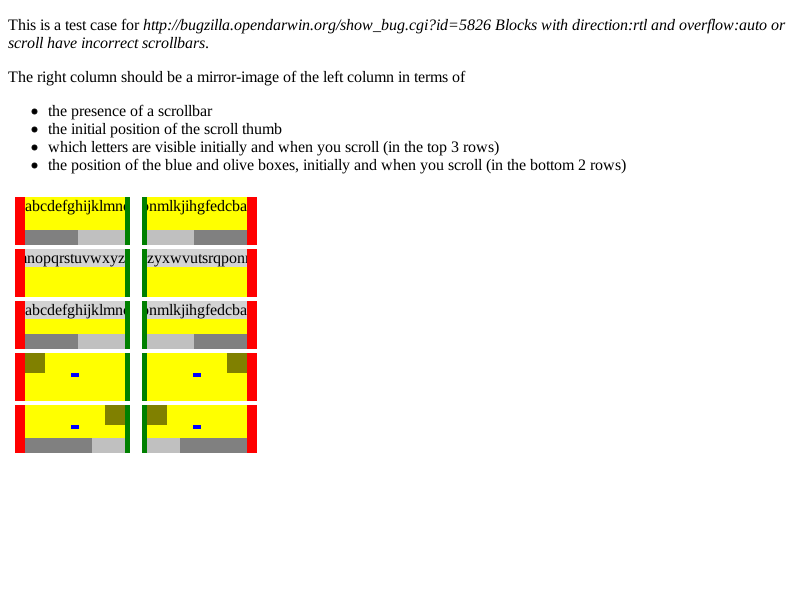 This is a test case for http://bugzilla.opendarwin.org/show_bug.cgi?id=5826 Blocks with direction:rtl and overflow:auto or
scroll have incorrect scrollbars.
The right column should be a mirror-image of the left column in terms of
the presence of a scrollbar
the initial position of the scroll thumb
which letters are visible initially and when you scroll (in the top 3 rows)
the position of the blue and olive boxes, initially and when you scroll (in the bottom 2 rows)
abcdefghijklmno onmlkjihgfedcba
nopqrstuvwxyz zyxwvutsrqpon
abcdefghijklmno onmlkjihgfedcba